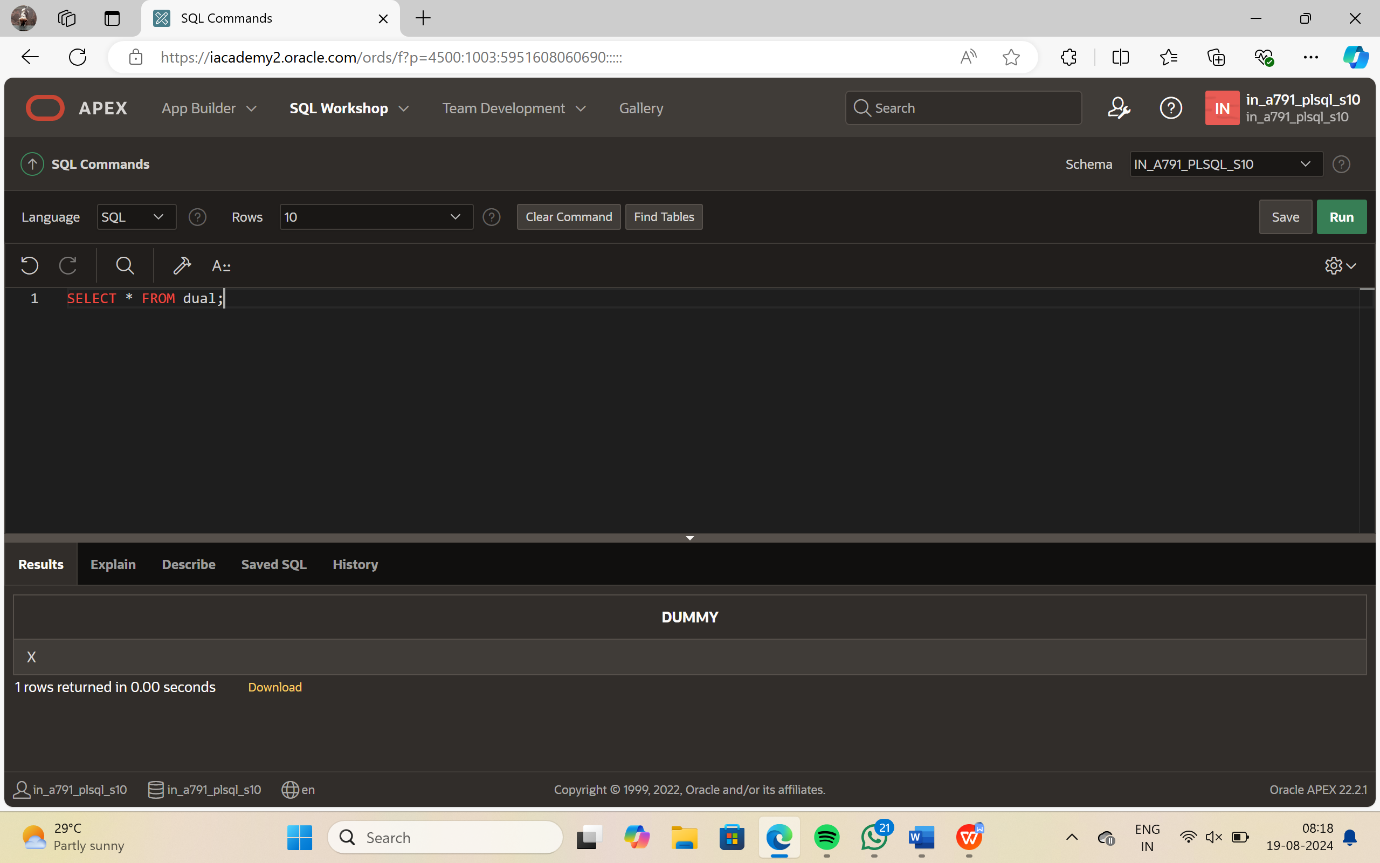 SQL Commands
https://iacademy2.oracle.com/ords/f?p=4500:1003:5951608060690:::::
APEX App Builder SQL Workshop Team Development Gallery Search IN in_a791_plsql_s10
in_a791_plsql_s10
SQL Commands Schema IN_A791_PLSQL_S10
Language SQL Rows 10 Clear Command Find Tables Save Run
1 SELECT * FROM dual;
Results Explain Describe Saved SQL History
DUMMY
X
1 rows returned in 0.00 seconds Download
in_a791_plsql_s10 in_a791_plsql_s10 en Copyright © 1999, 2022, Oracle and/or its affiliates. Oracle APEX 22.2.1
29°C
Partly sunny
Search
21
W
ENG
IN
08:18
19-08-2024